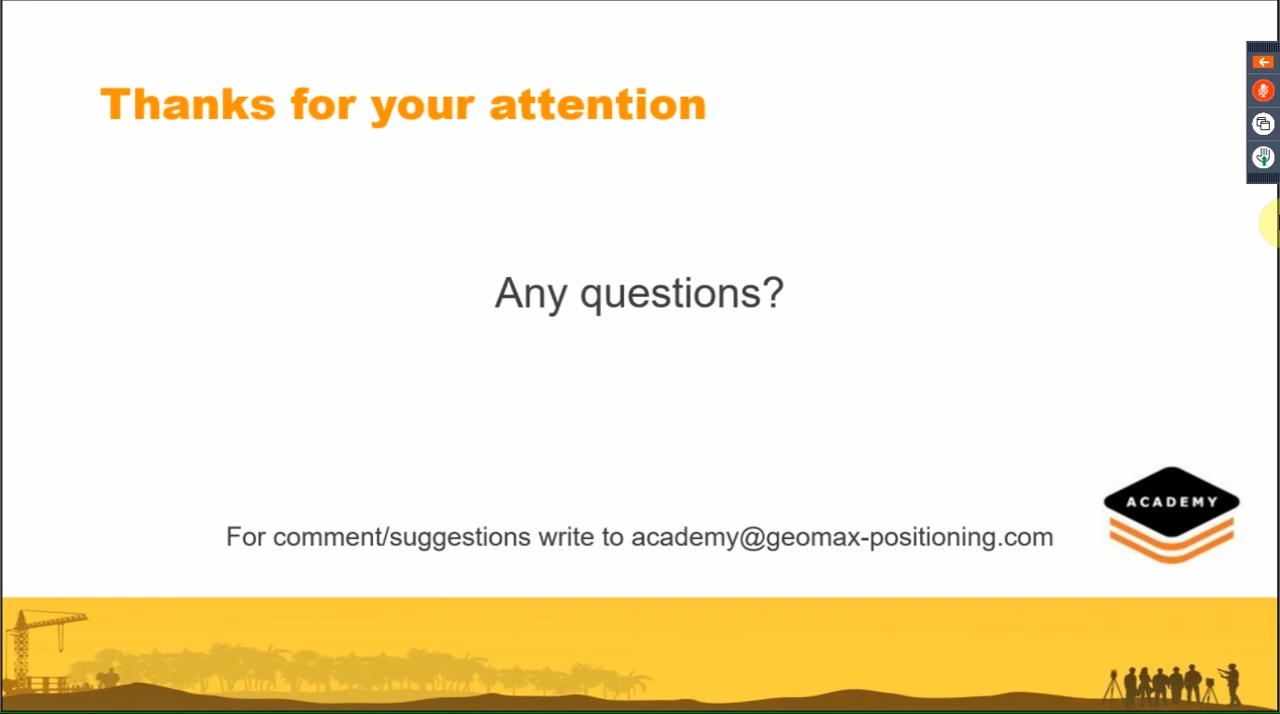 Thanks for your attention
Any questions?
ACADEMY
For comment/suggestions write to academy@geomax-positioning.com